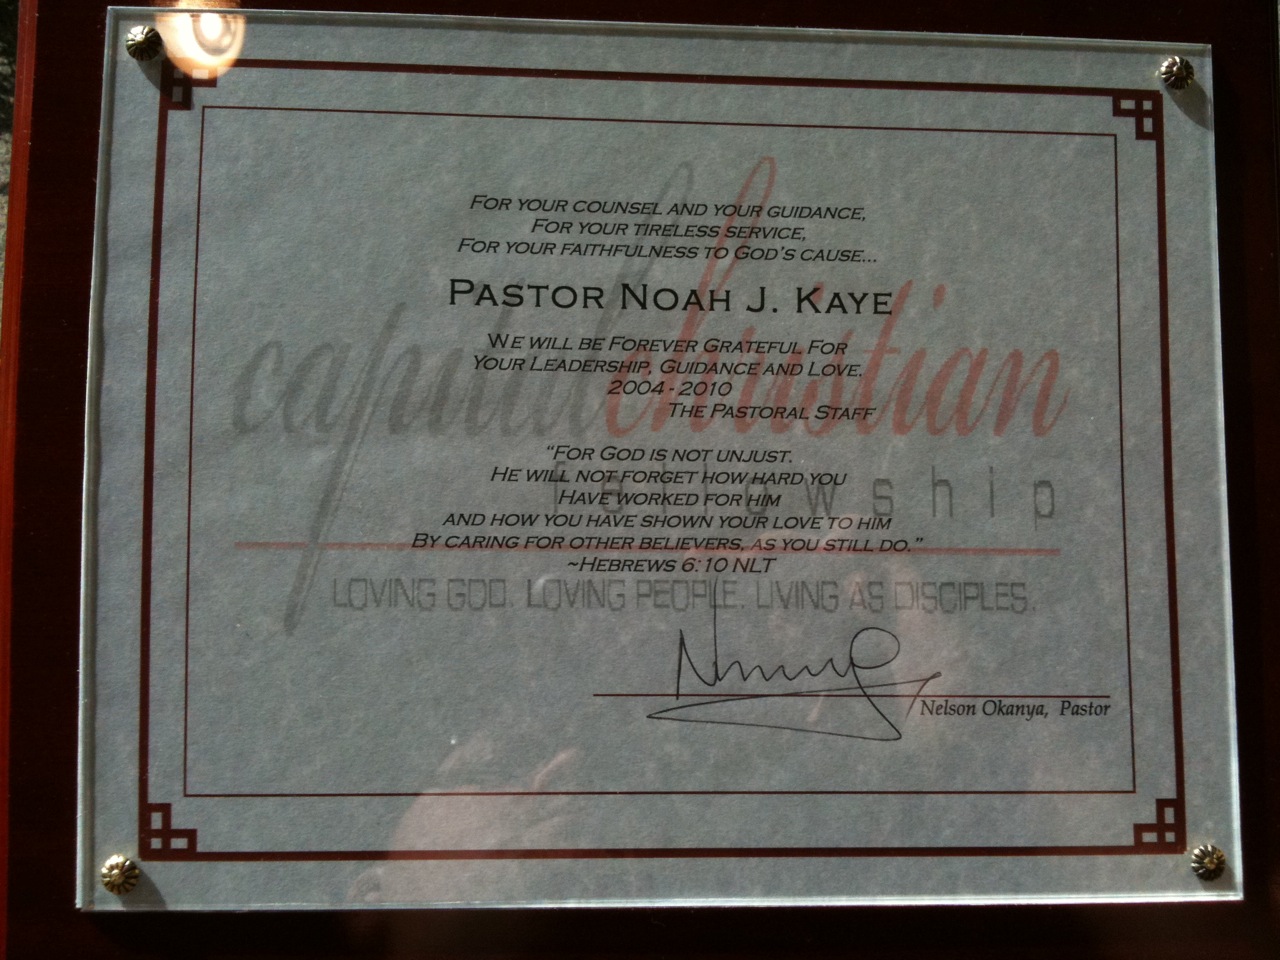 FOR YOUR COUNSEL AND YOUR GUIDANCE,
FOR YOUR TIRELESS SERVICE,
FOR YOUR FAITHFULNESS TO GOD'S CAUSE...
PASTOR NOAH J. KAYE
WE WILL BE FOREVER GRATEFUL FOR
YOUR LEADERSHIP, GUIDANCE AND LOVE.
2004 - 2010
THE PASTORAL STAFF
capital christian
fellowship
"FOR GOD IS NOT UNJUST.
HE WILL NOT FORGET HOW HARD YOU
HAVE WORKED FOR HIM
AND HOW YOU HAVE SHOWN YOUR LOVE TO HIM
BY CARING FOR OTHER BELIEVERS, AS YOU STILL DO."
~HEBREWS 6:10 NLT
LOVING GOD. LOVING PEOPLE. LIVING AS DISCIPLES.
Nelson Okanya, Pastor